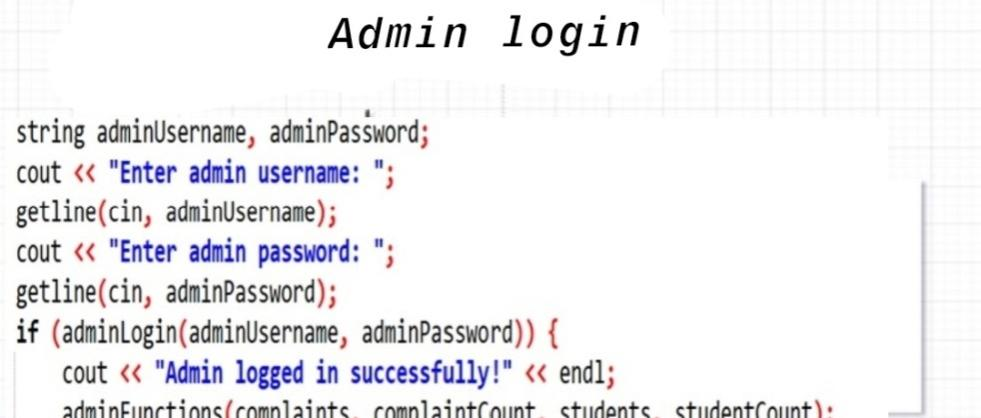 Admin login
string adminUsername, adminPassword;
cout << "Enter admin username: ";
getline(cin, adminUsername);
cout << "Enter admin password: ";
getline(cin, adminPassword);
if (adminLogin(adminUsername, adminPassword)) {
cout << "Admin logged in successfully!" << endl;
adminFunctions(complaints, complaintCount, students, studentCount);